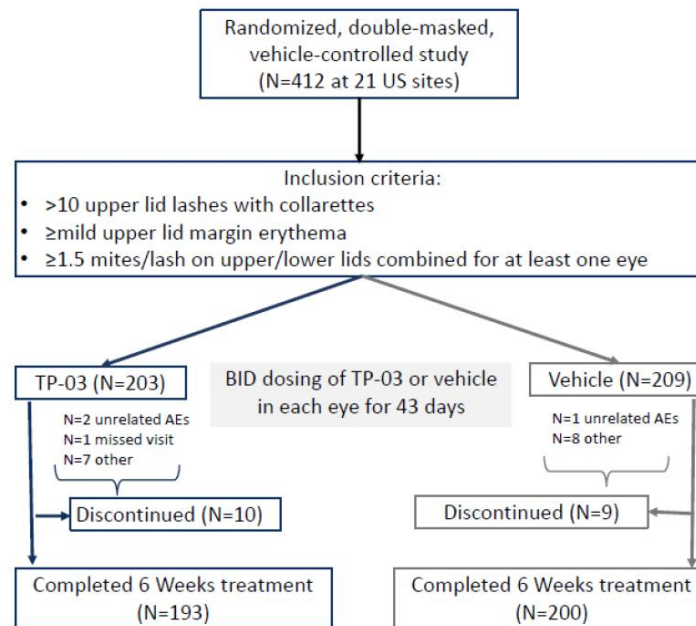 Randomized, double-masked,
vehicle-controlled study
(N=412 at 21 US sites)
Inclusion criteria:
• >10 upper lid lashes with collarettes
• ≥mild upper lid margin erythema
• ≥1.5 mites/lash on upper/lower lids combined for at least one eye
TP-03 (N=203)
BID dosing of TP-03 or vehicle
in each eye for 43 days
Vehicle (N=209)
N=2 unrelated AEs
N=1 missed visit
N=7 other
N=1 unrelated AEs
N=8 other
Discontinued (N=10)
Discontinued (N=9)
Completed 6 Weeks treatment
(N=193)
Completed 6 Weeks treatment
(N=200)